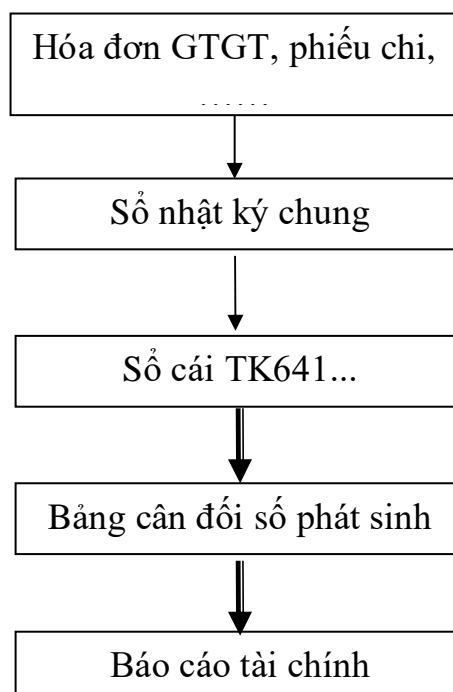 Hóa đơn GTGT, phiếu chi,
……
Sổ nhật ký chung
Sổ cái TK641...
Bảng cân đối số phát sinh
Báo cáo tài chính